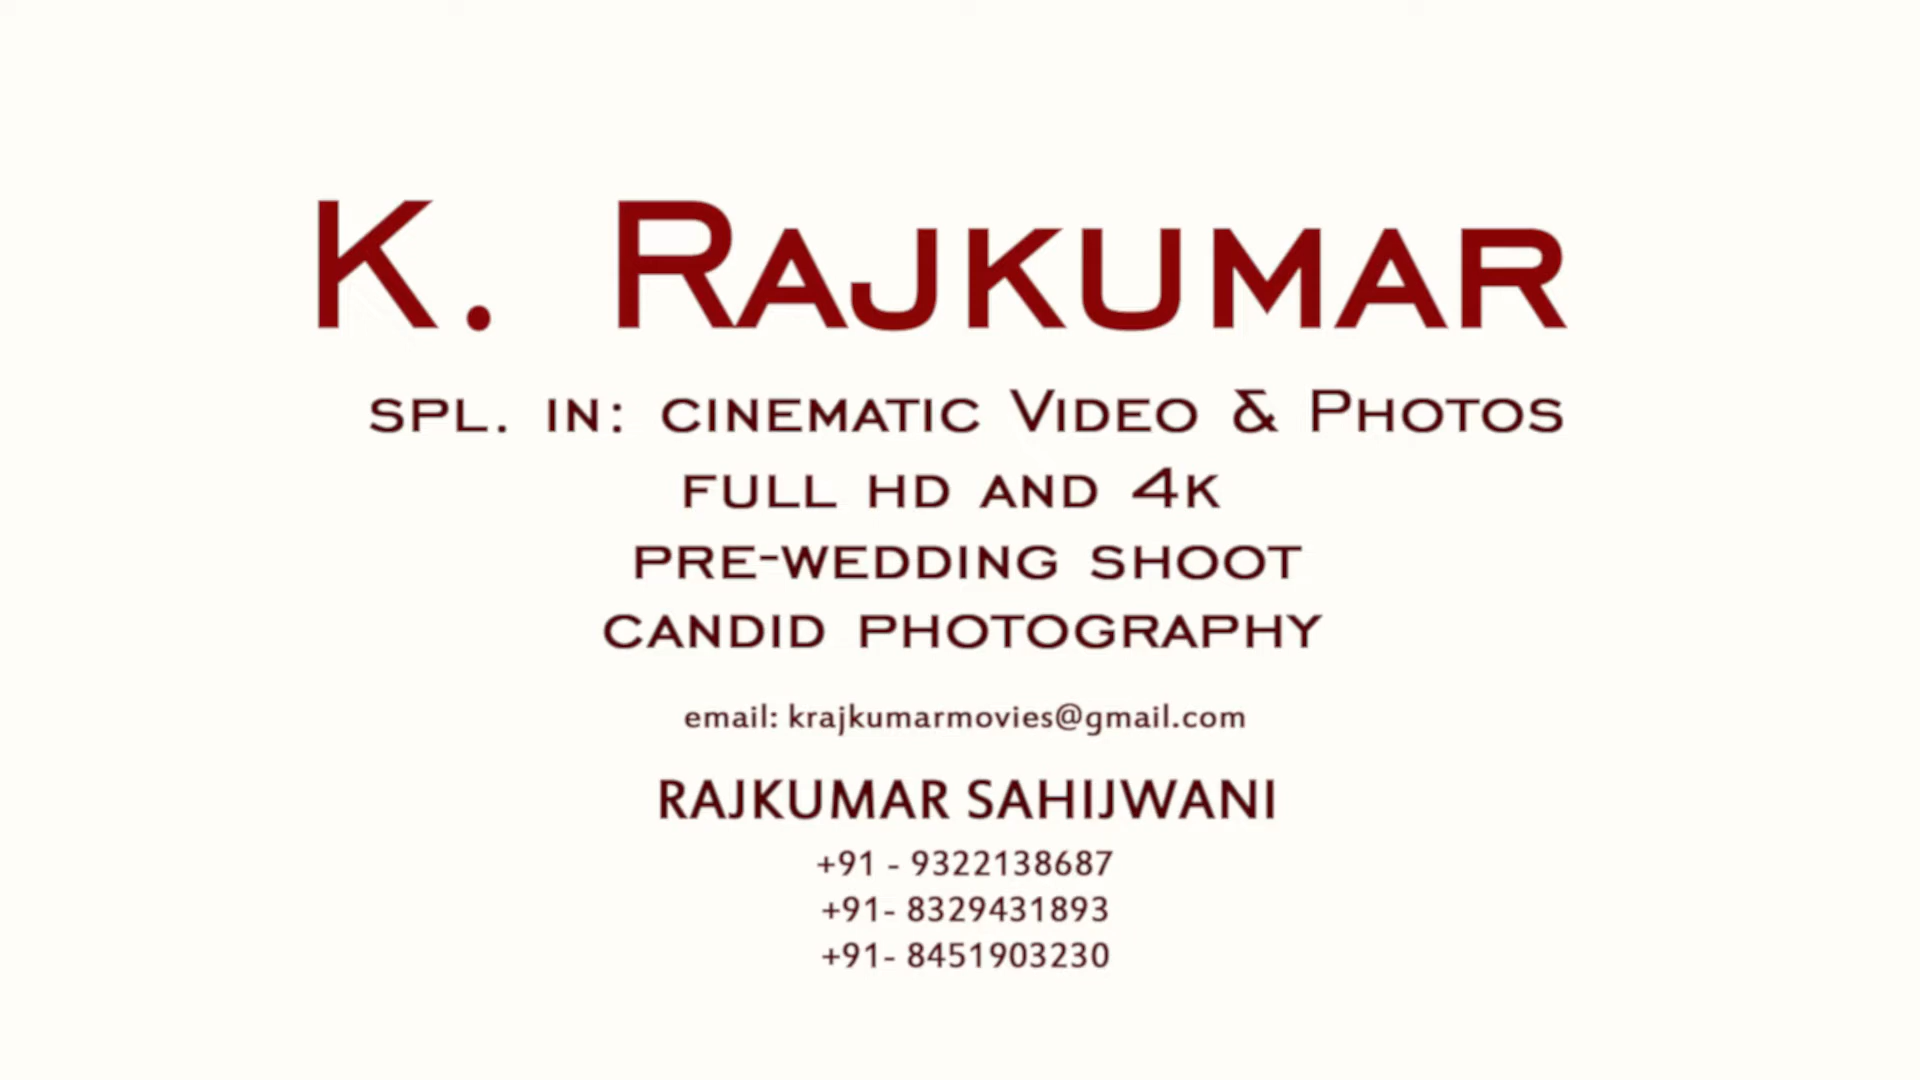 K. Rajkumar
SPL. IN: CINEMATIC VIDEO & PHOTOS
FULL HD AND 4K
PRE-WEDDING SHOOT
CANDID PHOTOGRAPHY
email: krajkumarmovies@gmail.com
RAJKUMAR SAHIJWANI
+91 - 9322138687
+91- 8329431893
+91- 8451903230